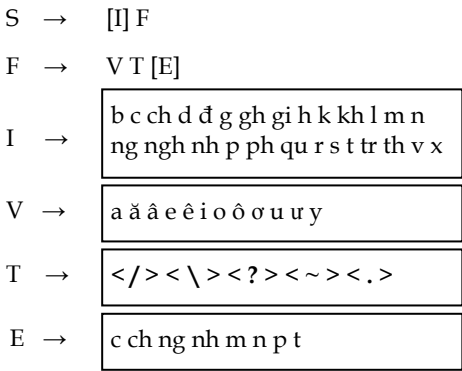 S → [I] F
F → V T [E]
I → b c ch d đ g gh gi h k kh l m n
ng ngh nh p ph qu r s t tr th v x
V → a ă â e ê i o ô ơ u ư y
T → < / > < \ > < ? > < ~ > < . >
E → c ch ng nh m n p t